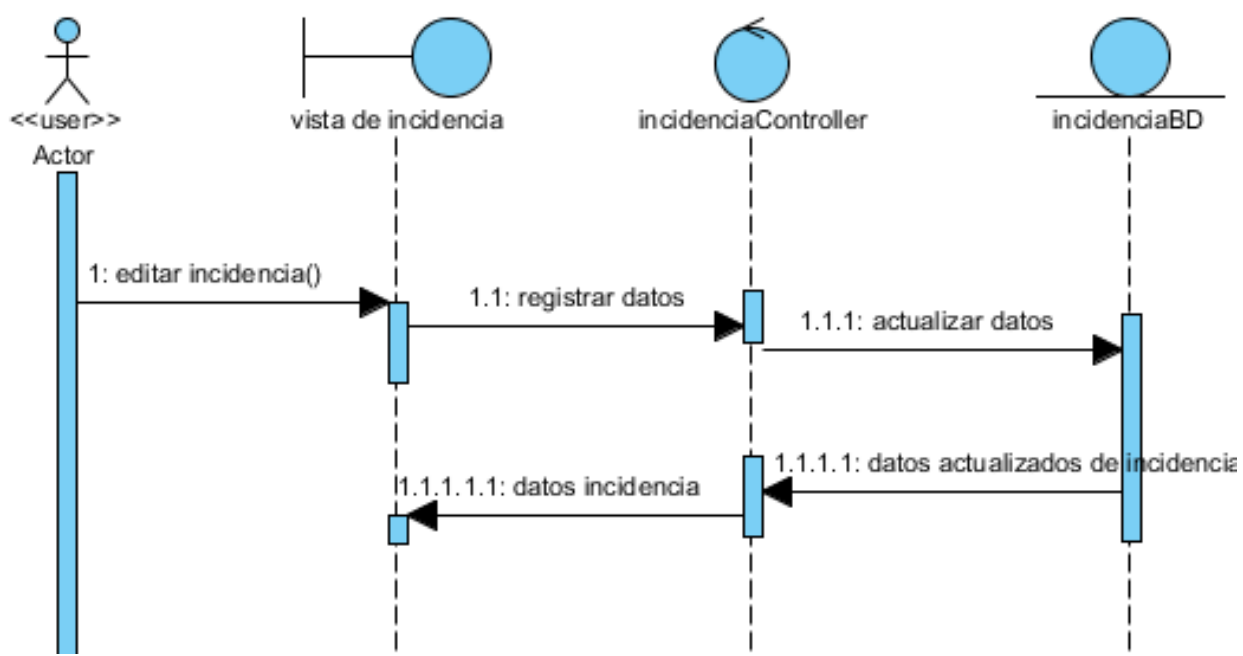 <<user>>
Actor
vista de incidencia
incidenciaController
incidenciaBD
1: editar incidencia()
1.1: registrar datos
1.1.1: actualizar datos
1.1.1.1: datos actualizados de incidencia
1.1.1.1.1: datos incidencia